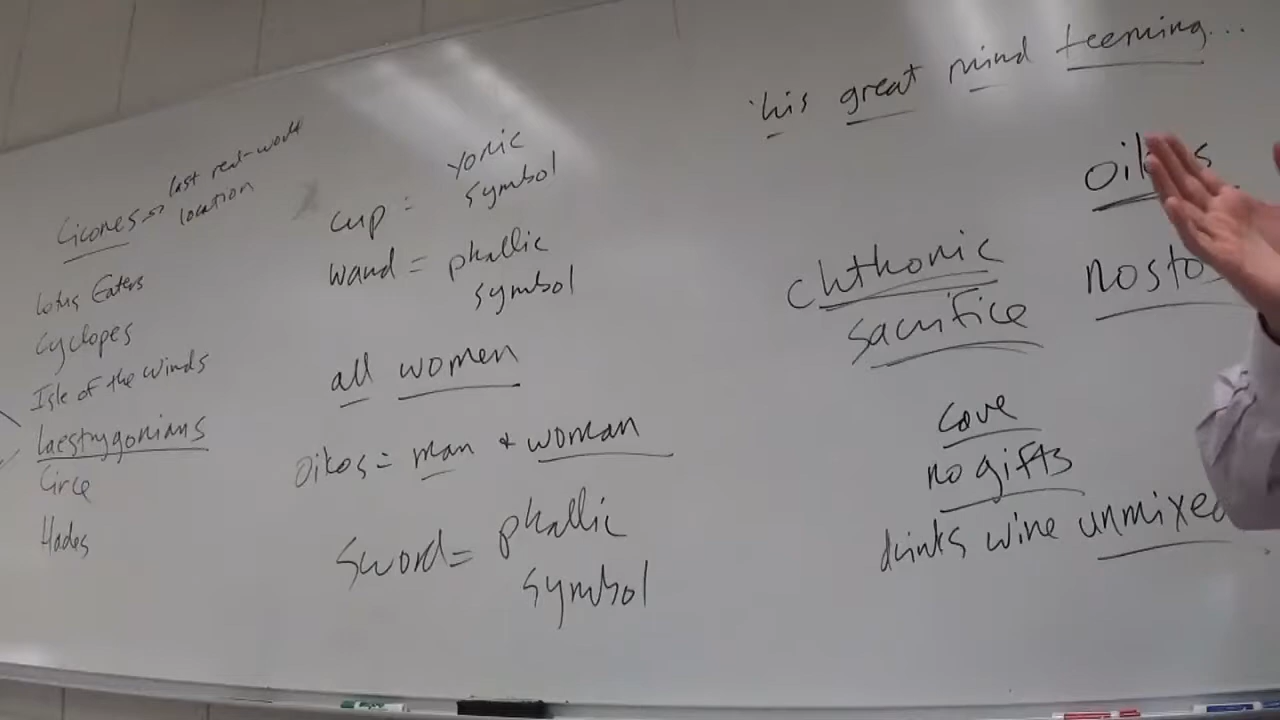 Cicones → last real-world
location
Lotus Eaters
Cyclopes
Isle of the Winds
Laestrygonians
Circe
Hades
cup = yonic
symbol
wand = phallic
symbol
all women
oikos = man + woman
sword = phallic
symbol
'his great mind teeming...
chthonic
sacrifice
cove
no gifts
drinks wine unmixed